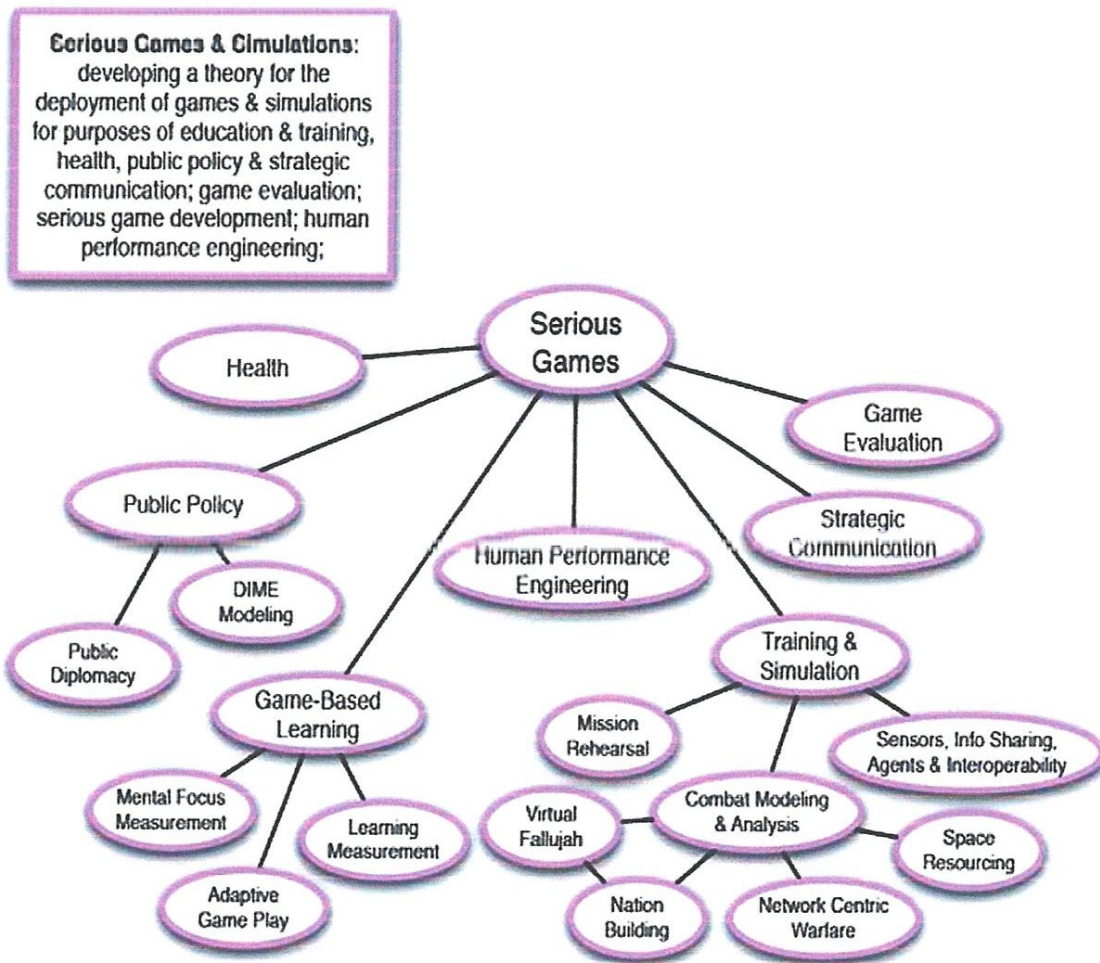 Serious Games & Simulations:
developing a theory for the
deployment of games & simulations
for purposes of education & training,
health, public policy & strategic
communication; game evaluation;
serious game development; human
performance engineering;
Serious
Games
Health
Game
Evaluation
Public Policy
Strategic
Communication
Human Performance
Engineering
DIME
Modeling
Public
Diplomacy
Training &
Simulation
Game-Based
Learning
Mission
Rehearsal
Sensors, Info Sharing,
Agents & Interoperability
Mental Focus
Measurement
Learning
Measurement
Virtual
Fallujah
Combat Modeling
& Analysis
Space
Resourcing
Adaptive
Game Play
Nation
Building
Network Centric
Warfare